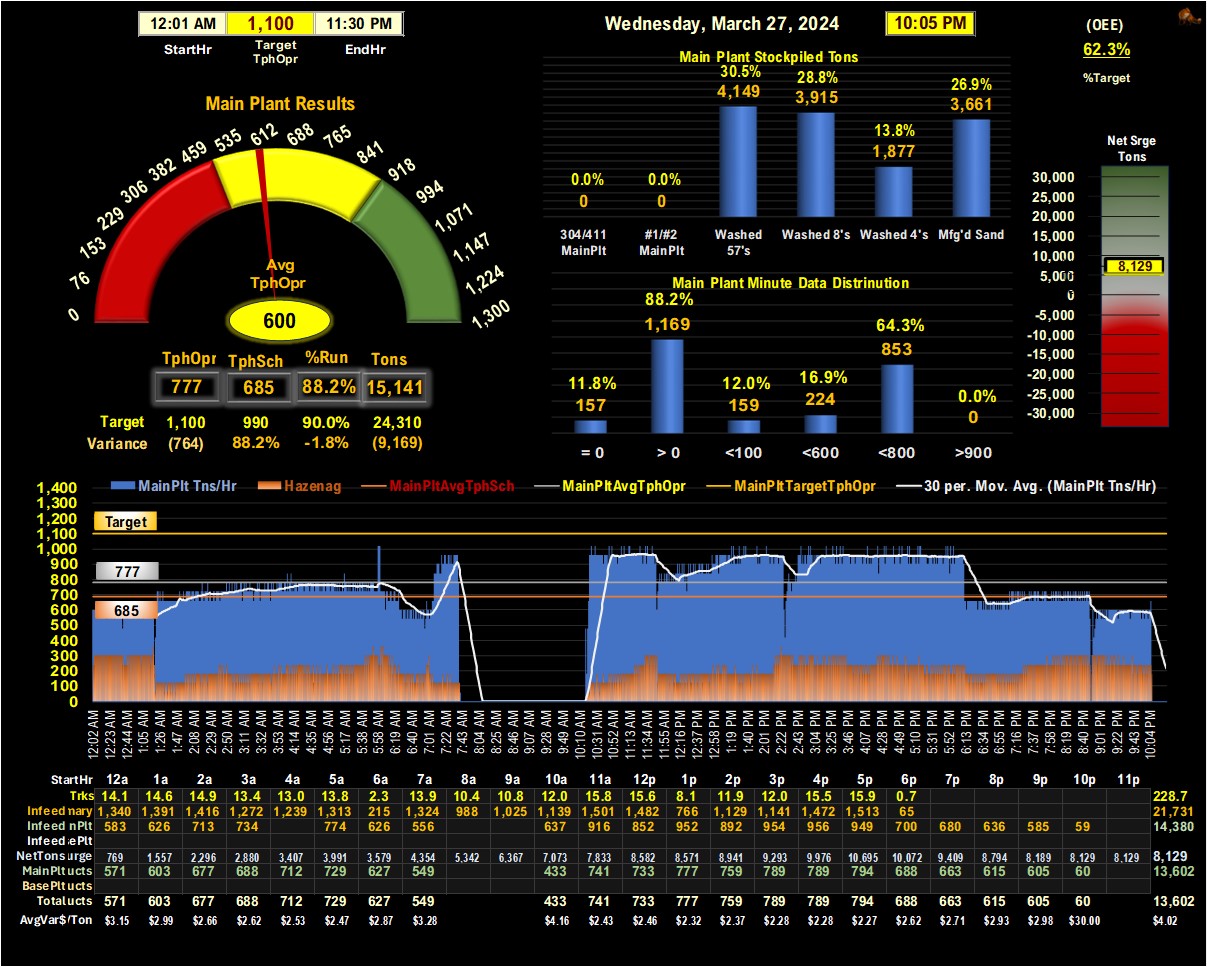 12:01 AM 1,100 11:30 PM
StartHr Target TphOpr EndHr
Wednesday, March 27, 2024 10:05 PM
(OEE)
62.3%
%Target
Main Plant Results
0 76 153 229 306 382 459 535 612 688 765 841 918 994 1,071 1,147 1,224 1,300
Avg
TphOpr
600
TphOpr TphSch %Run Tons
777 685 88.2% 15,141
Target 1,100 990 90.0% 24,310
Variance (764) 88.2% -1.8% (9,169)
Main Plant Stockpiled Tons
0.0% 0.0% 30.5% 28.8% 13.8% 26.9%
0 0 4,149 3,915 1,877 3,661
304/411 MainPlt #1/#2 MainPlt Washed 57's Washed 8's Washed 4's Mfg'd Sand
Main Plant Minute Data Distrinution
11.8% 88.2% 12.0% 16.9% 64.3% 0.0%
157 1,169 159 224 853 0
= 0 > 0 <100 <600 <800 >900
Net Srge
Tons
30,000
25,000
20,000
15,000
10,000
8,129
5,000
0
-5,000
-10,000
-15,000
-20,000
-25,000
-30,000
MainPlt Tns/Hr Hazenag MainPltAvgTphSch MainPltAvgTphOpr MainPltTargetTphOpr 30 per. Mov. Avg. (MainPlt Tns/Hr)
1,400
1,300
1,200
1,100
1,000
900
800
700
600
500
400
300
200
100
0
Target
777
685
12:02 AM 12:23 AM 12:44 AM 1:05 AM 1:26 AM 1:47 AM 2:08 AM 2:29 AM 2:50 AM 3:11 AM 3:32 AM 3:53 AM 4:14 AM 4:35 AM 4:56 AM 5:17 AM 5:38 AM 5:58 AM 6:19 AM 6:40 AM 7:01 AM 7:22 AM 7:43 AM 8:04 AM 8:25 AM 8:46 AM 9:07 AM 9:28 AM 9:49 AM 10:10 AM 10:31 AM 10:52 AM 11:13 AM 11:34 AM 11:55 AM 12:16 PM 12:37 PM 12:58 PM 1:19 PM 1:40 PM 2:01 PM 2:22 PM 2:43 PM 3:04 PM 3:25 PM 3:46 PM 4:07 PM 4:28 PM 4:49 PM 5:10 PM 5:31 PM 5:52 PM 6:13 PM 6:34 PM 6:55 PM 7:16 PM 7:37 PM 7:58 PM 8:19 PM 8:40 PM 9:01 PM 9:22 PM 9:43 PM 10:04 PM
StartHr 12a 1a 2a 3a 4a 5a 6a 7a 8a 9a 10a 11a 12p 1p 2p 3p 4p 5p 6p 7p 8p 9p 10p 11p
Trks 14.1 14.6 14.9 13.4 13.0 13.8 2.3 13.9 10.4 10.8 12.0 15.8 15.6 8.1 11.9 12.0 15.5 15.9 0.7 228.7
Infeed nary 1,340 1,391 1,416 1,272 1,239 1,313 215 1,324 988 1,025 1,139 1,501 1,482 766 1,129 1,141 1,472 1,513 65 21,731
Infeed nPlt 583 626 713 734 774 626 556 637 916 852 952 892 954 956 949 700 680 636 585 59 14,380
Infeed ePlt
NetTons urge 769 1,557 2,296 2,880 3,407 3,991 3,579 4,354 5,342 6,367 7,073 7,833 8,582 8,571 8,941 9,293 9,976 10,695 10,072 9,409 8,794 8,189 8,129 8,129 8,129
MainPlt ucts 571 603 677 688 712 729 627 549 433 741 733 777 759 789 789 794 688 663 615 605 60 13,602
BasePlt ucts
Total ucts 571 603 677 688 712 729 627 549 433 741 733 777 759 789 789 794 688 663 615 605 60 13,602
AvgVar$/Ton $3.15 $2.99 $2.66 $2.62 $2.53 $2.47 $2.87 $3.28 $4.16 $2.43 $2.46 $2.32 $2.37 $2.28 $2.28 $2.27 $2.62 $2.71 $2.93 $2.98 $30.00 $4.02